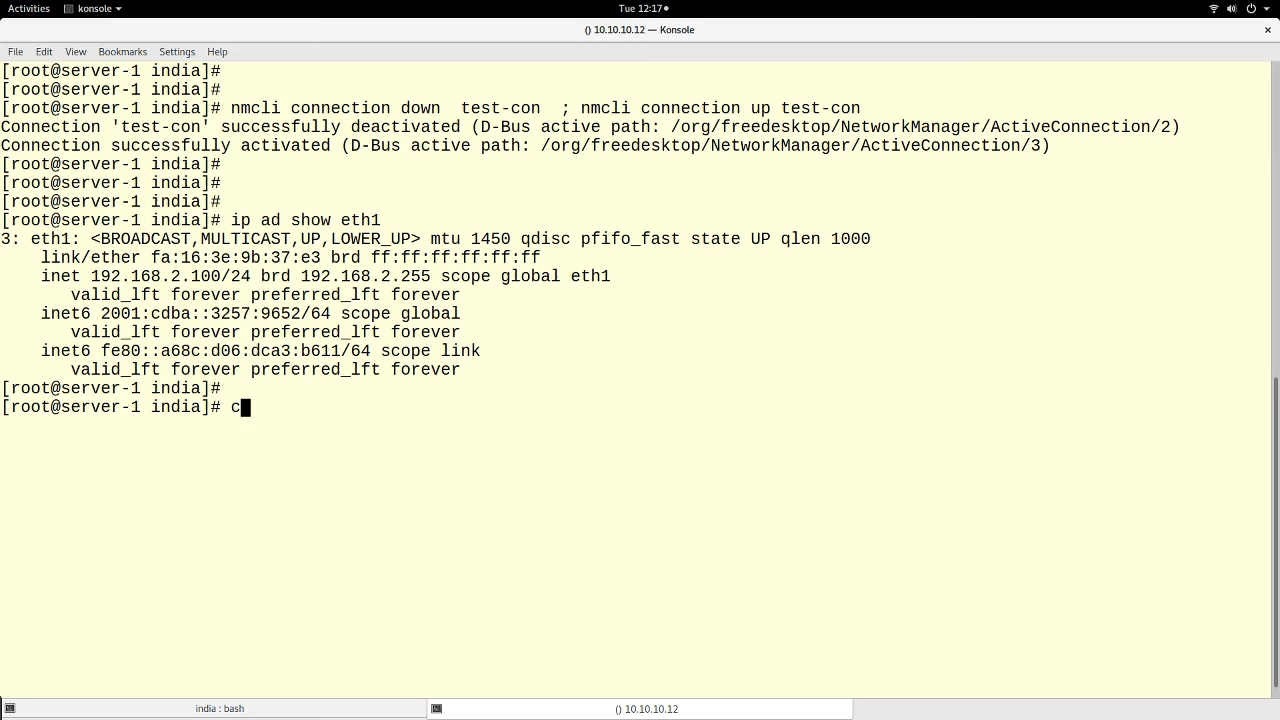 Activities konsole Tue 12:17
() 10.10.10.12 — Konsole
File Edit View Bookmarks Settings Help
[root@server-1 india]#
[root@server-1 india]#
[root@server-1 india]# nmcli connection down  test-con  ; nmcli connection up test-con
Connection 'test-con' successfully deactivated (D-Bus active path: /org/freedesktop/NetworkManager/ActiveConnection/2)
Connection successfully activated (D-Bus active path: /org/freedesktop/NetworkManager/ActiveConnection/3)
[root@server-1 india]#
[root@server-1 india]#
[root@server-1 india]#
[root@server-1 india]# ip ad show eth1
3: eth1: <BROADCAST,MULTICAST,UP,LOWER_UP> mtu 1450 qdisc pfifo_fast state UP qlen 1000
    link/ether fa:16:3e:9b:37:e3 brd ff:ff:ff:ff:ff:ff
    inet 192.168.2.100/24 brd 192.168.2.255 scope global eth1
       valid_lft forever preferred_lft forever
    inet6 2001:cdba::3257:9652/64 scope global
       valid_lft forever preferred_lft forever
    inet6 fe80::a68c:d06:dca3:b611/64 scope link
       valid_lft forever preferred_lft forever
[root@server-1 india]#
[root@server-1 india]# c
india : bash
() 10.10.10.12